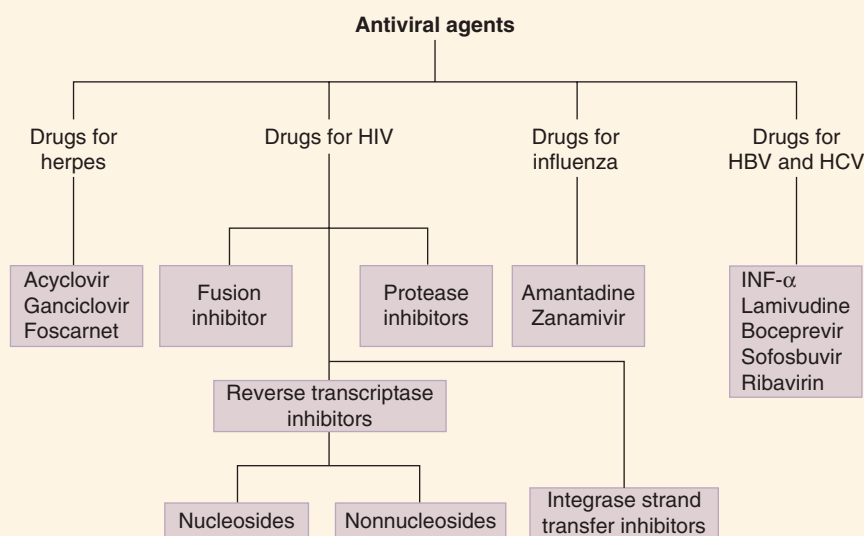 Antiviral agents
Drugs for
herpes
Drugs for HIV
Drugs for
influenza
Drugs for
HBV and HCV
Acyclovir
Ganciclovir
Foscarnet
Fusion
inhibitor
Protease
inhibitors
Amantadine
Zanamivir
INF-α
Lamivudine
Boceprevir
Sofosbuvir
Ribavirin
Reverse transcriptase
inhibitors
Nucleosides
Nonnucleosides
Integrase strand
transfer inhibitors